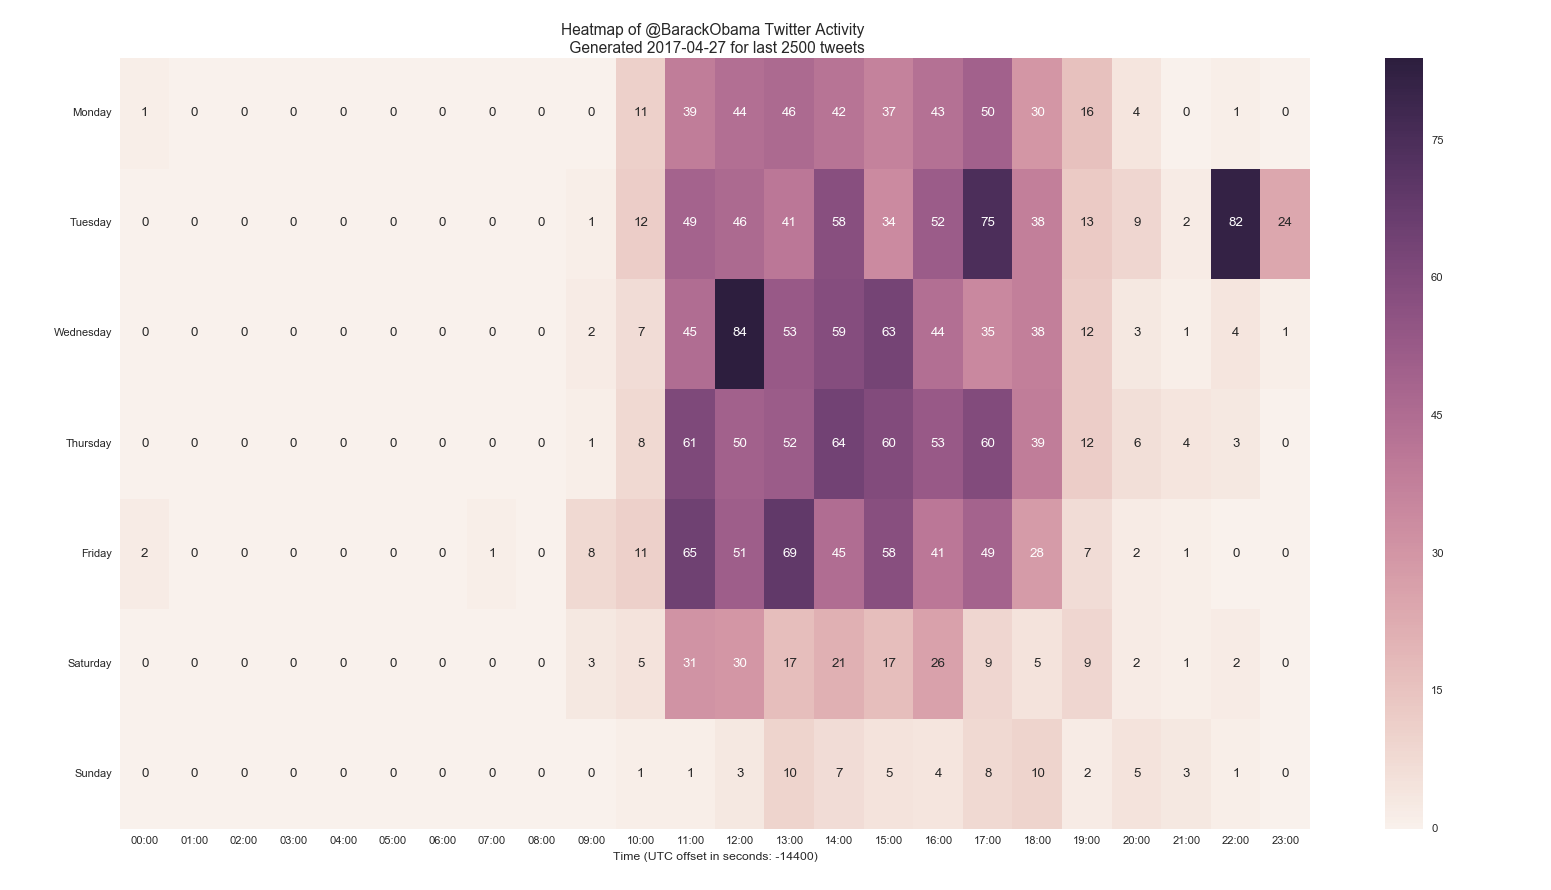 Heatmap of @BarackObama Twitter Activity
Generated 2017-04-27 for last 2500 tweets
Monday 1 0 0 0 0 0 0 0 0 0 11 39 44 46 42 37 43 50 30 16 4 0 1 0
75
Tuesday 0 0 0 0 0 0 0 0 0 1 12 49 46 41 58 34 52 75 38 13 9 2 82 24
60
Wednesday 0 0 0 0 0 0 0 0 0 2 7 45 84 53 59 63 44 35 38 12 3 1 4 1
45
Thursday 0 0 0 0 0 0 0 0 0 1 8 61 50 52 64 60 53 60 39 12 6 4 3 0
Friday 2 0 0 0 0 0 0 1 0 8 11 65 51 69 45 58 41 49 28 7 2 1 0 0
30
Saturday 0 0 0 0 0 0 0 0 0 3 5 31 30 17 21 17 26 9 5 9 2 1 2 0
15
Sunday 0 0 0 0 0 0 0 0 0 0 1 1 3 10 7 5 4 8 10 2 5 3 1 0
0
00:00 01:00 02:00 03:00 04:00 05:00 06:00 07:00 08:00 09:00 10:00 11:00 12:00 13:00 14:00 15:00 16:00 17:00 18:00 19:00 20:00 21:00 22:00 23:00
Time (UTC offset in seconds: -14400)